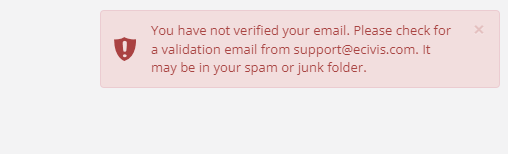 You have not verified your email. Please check for
a validation email from support@ecivis.com. It
may be in your spam or junk folder.